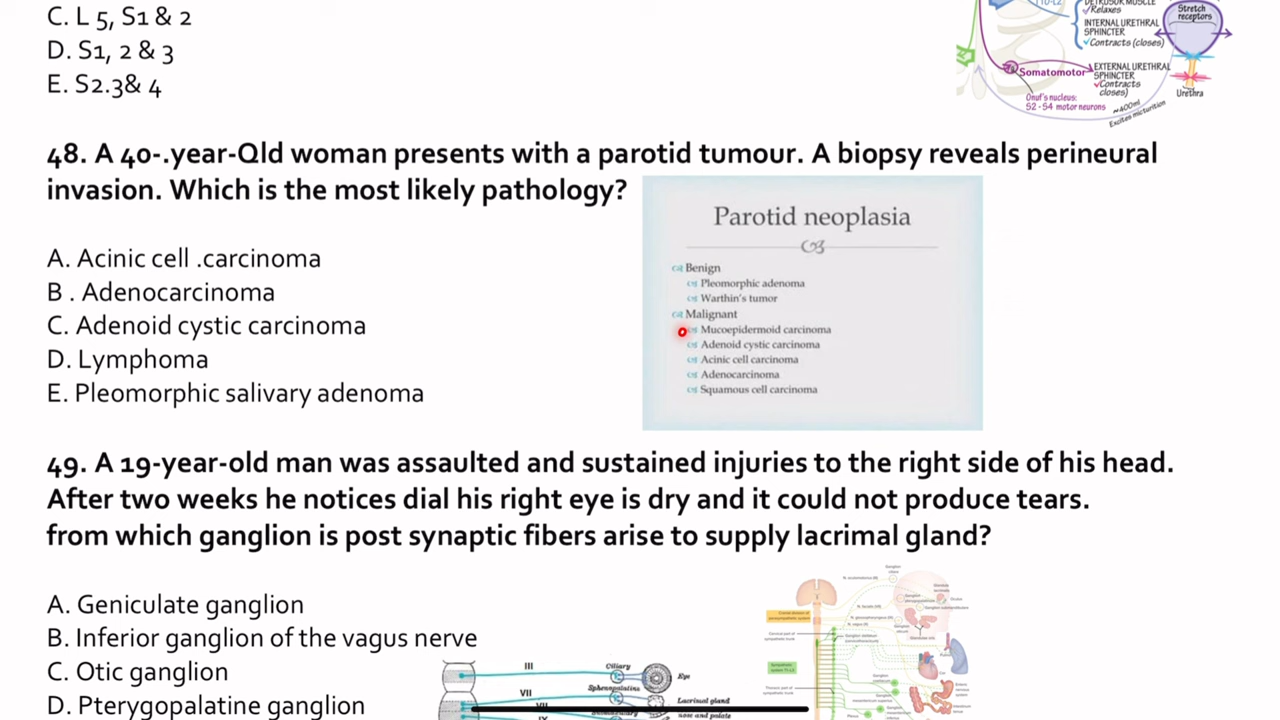 C. L 5, S1 & 2
D. S1, 2 & 3
E. S2.3& 4
DETRUSOR MUSCLE
✓Relaxes
INTERNAL URETHRAL
SPHINCTER
✓Contracts (closes)
Somatomotor
EXTERNAL URETHRAL
SPHINCTER
✓Contracts
closes)
Onuf's nucleus:
S2 - S4 motor neurons
~400ml
Excites micturition
Stretch
receptors
Urethra
48. A 40-.year-Qld woman presents with a parotid tumour. A biopsy reveals perineural
invasion. Which is the most likely pathology?
A. Acinic cell .carcinoma
B . Adenocarcinoma
C. Adenoid cystic carcinoma
D. Lymphoma
E. Pleomorphic salivary adenoma
Parotid neoplasia
Benign
Pleomorphic adenoma
Warthin's tumor
Malignant
Mucoepidermoid carcinoma
Adenoid cystic carcinoma
Acinic cell carcinoma
Adenocarcinoma
Squamous cell carcinoma
49. A 19-year-old man was assaulted and sustained injuries to the right side of his head.
After two weeks he notices dial his right eye is dry and it could not produce tears.
from which ganglion is post synaptic fibers arise to supply lacrimal gland?
A. Geniculate ganglion
B. Inferior ganglion of the vagus nerve
C. Otic ganglion
D. Pterygopalatine ganglion
III
Ciliary
Eye
VII
Sphenopalatine
Lacrimal gland
nose and palate